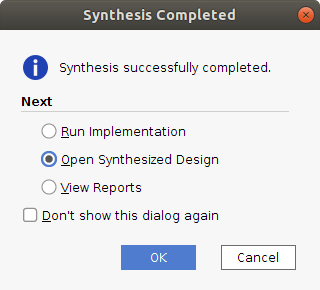 Synthesis Completed
Synthesis successfully completed.
Next
Run Implementation
Open Synthesized Design
View Reports
Don't show this dialog again
OK Cancel